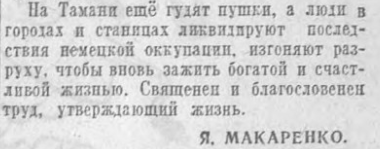 На Тамани ещё гудят пушки, а люди в
городах и станицах ликвидируют послед-
ствия немецкой оккупации, изгоняют раз-
руху, чтобы вновь зажить богатой и счаст-
ливой жизнью. Священен и благословенен
труд, утверждающий жизнь.
Я. МАКАРЕНКО.